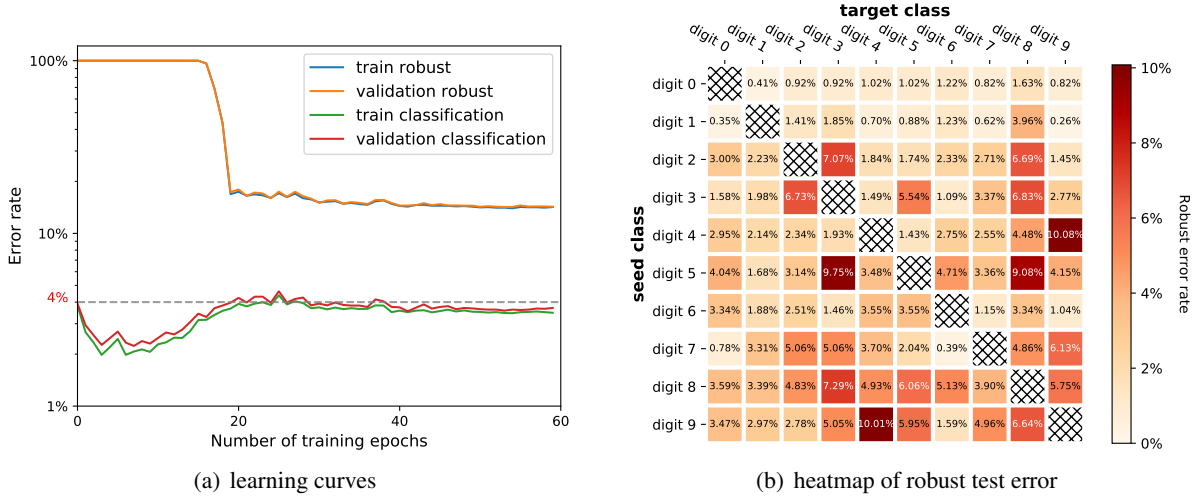 100%
10%
4%
1%
Error rate
train robust
validation robust
train classification
validation classification
0
20
40
60
Number of training epochs
(a) learning curves
target class
digit 0
digit 1
digit 2
digit 3
digit 4
digit 5
digit 6
digit 7
digit 8
digit 9
seed class
digit 0 0.41% 0.92% 0.92% 1.02% 1.02% 1.22% 0.82% 1.63% 0.82%
digit 1 0.35% 1.41% 1.85% 0.70% 0.88% 1.23% 0.62% 3.96% 0.26%
digit 2 3.00% 2.23% 7.07% 1.84% 1.74% 2.33% 2.71% 6.69% 1.45%
digit 3 1.58% 1.98% 6.73% 1.49% 5.54% 1.09% 3.37% 6.83% 2.77%
digit 4 2.95% 2.14% 2.34% 1.93% 1.43% 2.75% 2.55% 4.48% 10.08%
digit 5 4.04% 1.68% 3.14% 9.75% 3.48% 4.71% 3.36% 9.08% 4.15%
digit 6 3.34% 1.88% 2.51% 1.46% 3.55% 3.55% 1.15% 3.34% 1.04%
digit 7 0.78% 3.31% 5.06% 5.06% 3.70% 2.04% 0.39% 4.86% 6.13%
digit 8 3.59% 3.39% 4.83% 7.29% 4.93% 6.06% 5.13% 3.90% 5.75%
digit 9 3.47% 2.97% 2.78% 5.05% 10.01% 5.95% 1.59% 4.96% 6.64%
10%
8%
6%
4%
2%
0%
Robust error rate
(b) heatmap of robust test error